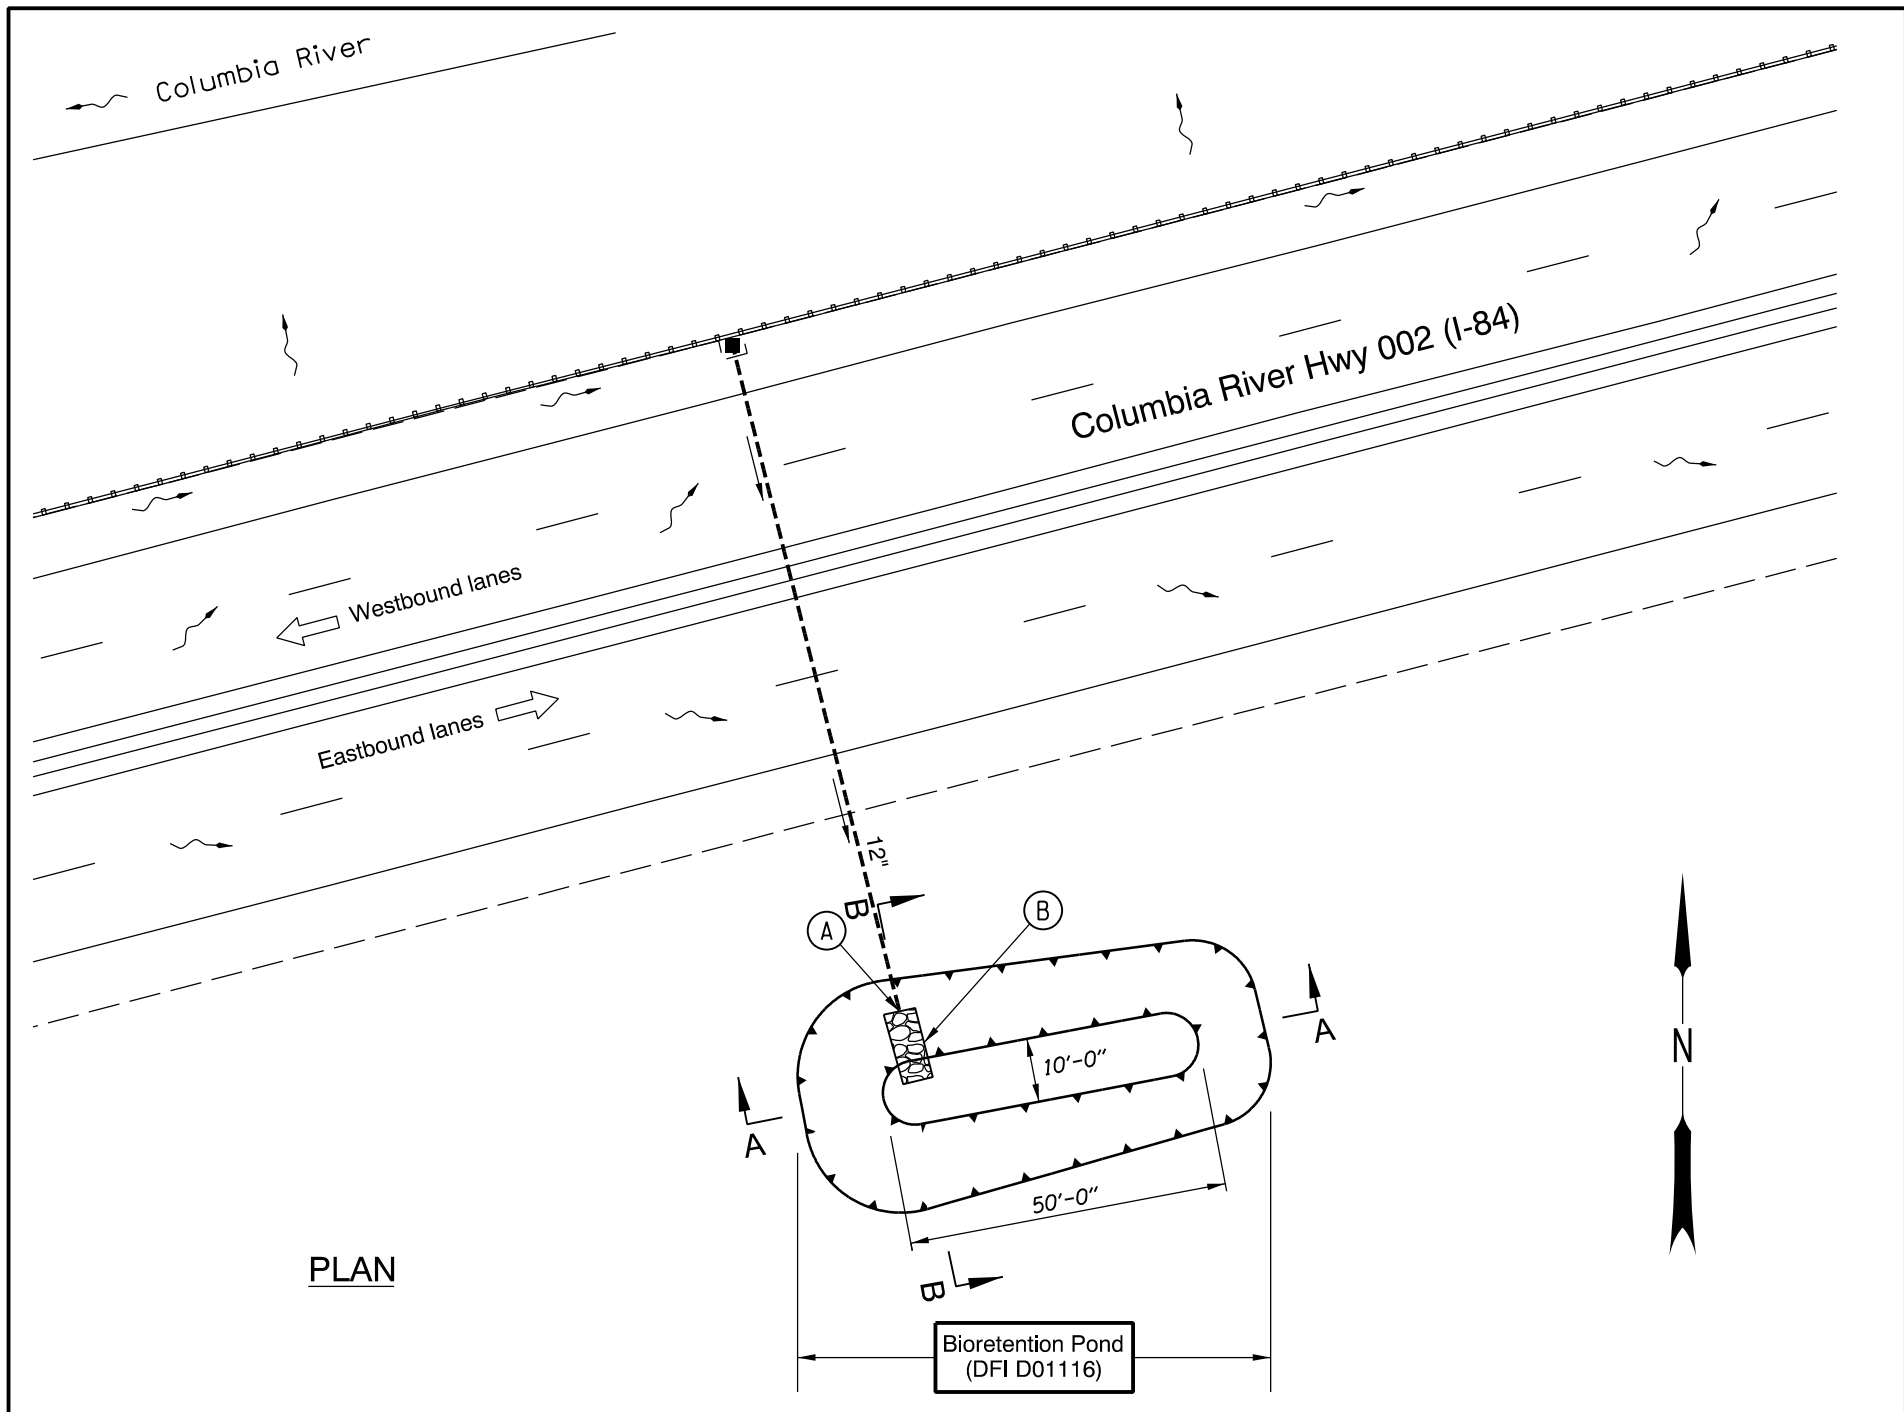 Columbia River
Columbia River Hwy 002 (I-84)
Westbound lanes
Eastbound lanes
12"
B
A
B
A
A
10'-0"
50'-0"
N
B
PLAN
Bioretention Pond
(DFI D01116)